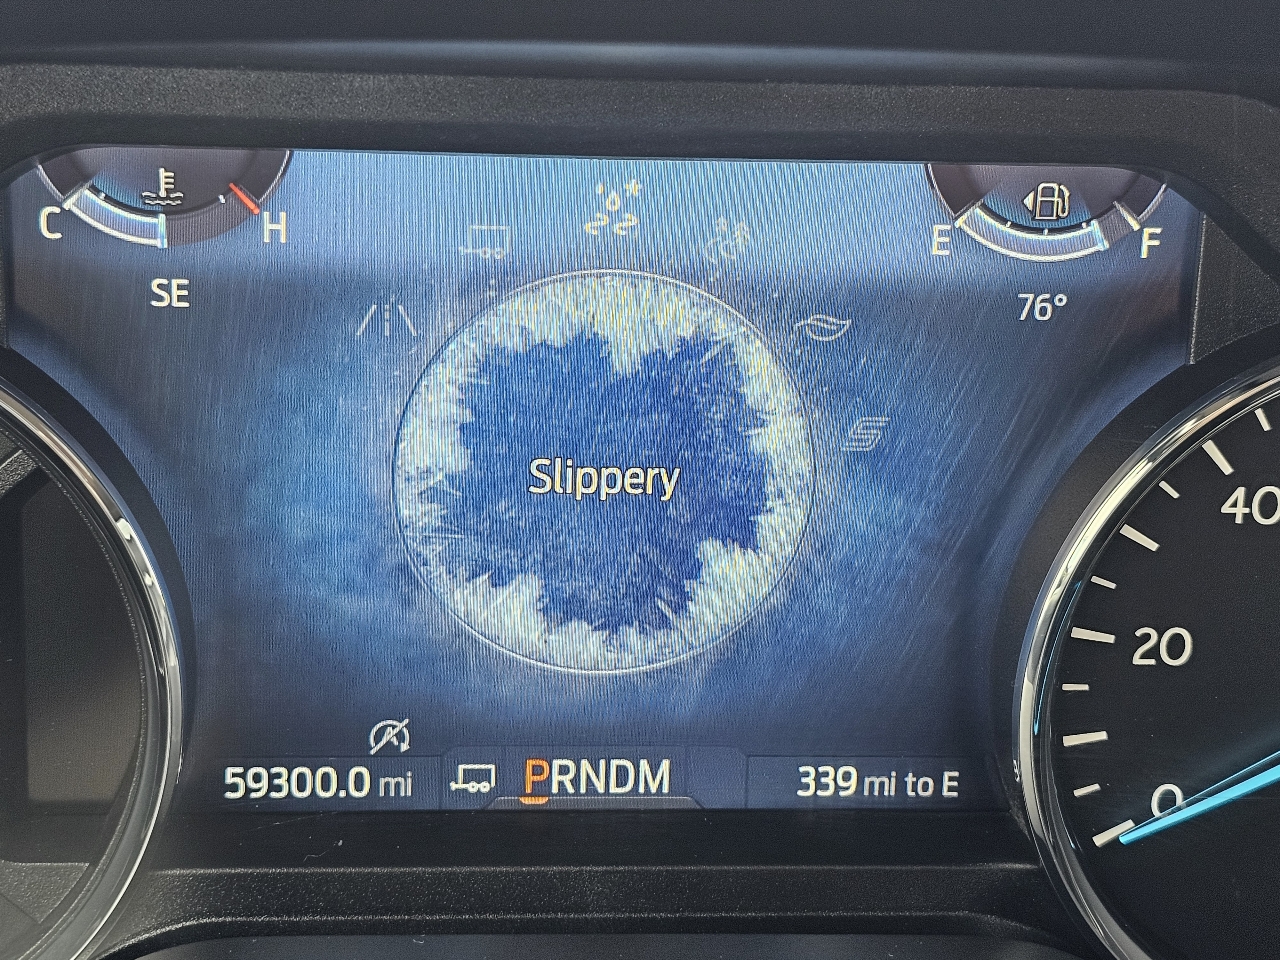 C
H
E
F
SE
76°
Slippery
40
20
0
59300.0 mi
PRNDM
339 mi to E